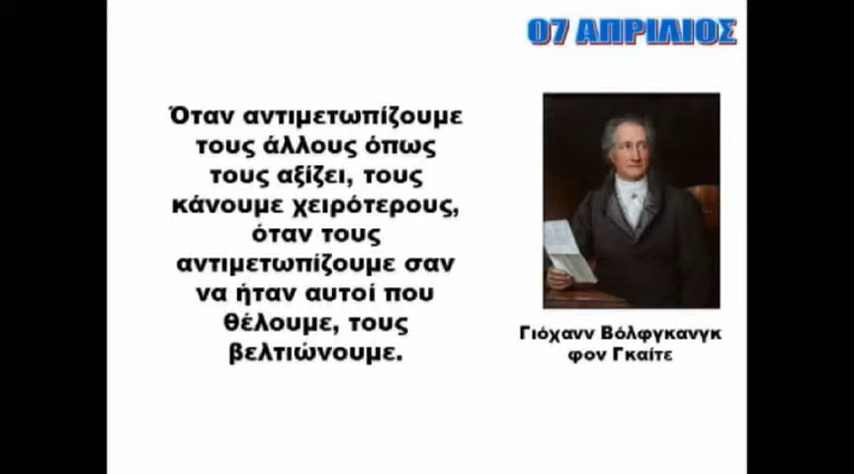 07 ΑΠΡΙΛΙΟΣ
Όταν αντιμετωπίζουμε
τους άλλους όπως
τους αξίζει, τους
κάνουμε χειρότερους,
όταν τους
αντιμετωπίζουμε σαν
να ήταν αυτοί που
θέλουμε, τους
βελτιώνουμε.
Γιόχανν Βόλφγκανγκ
φον Γκαίτε